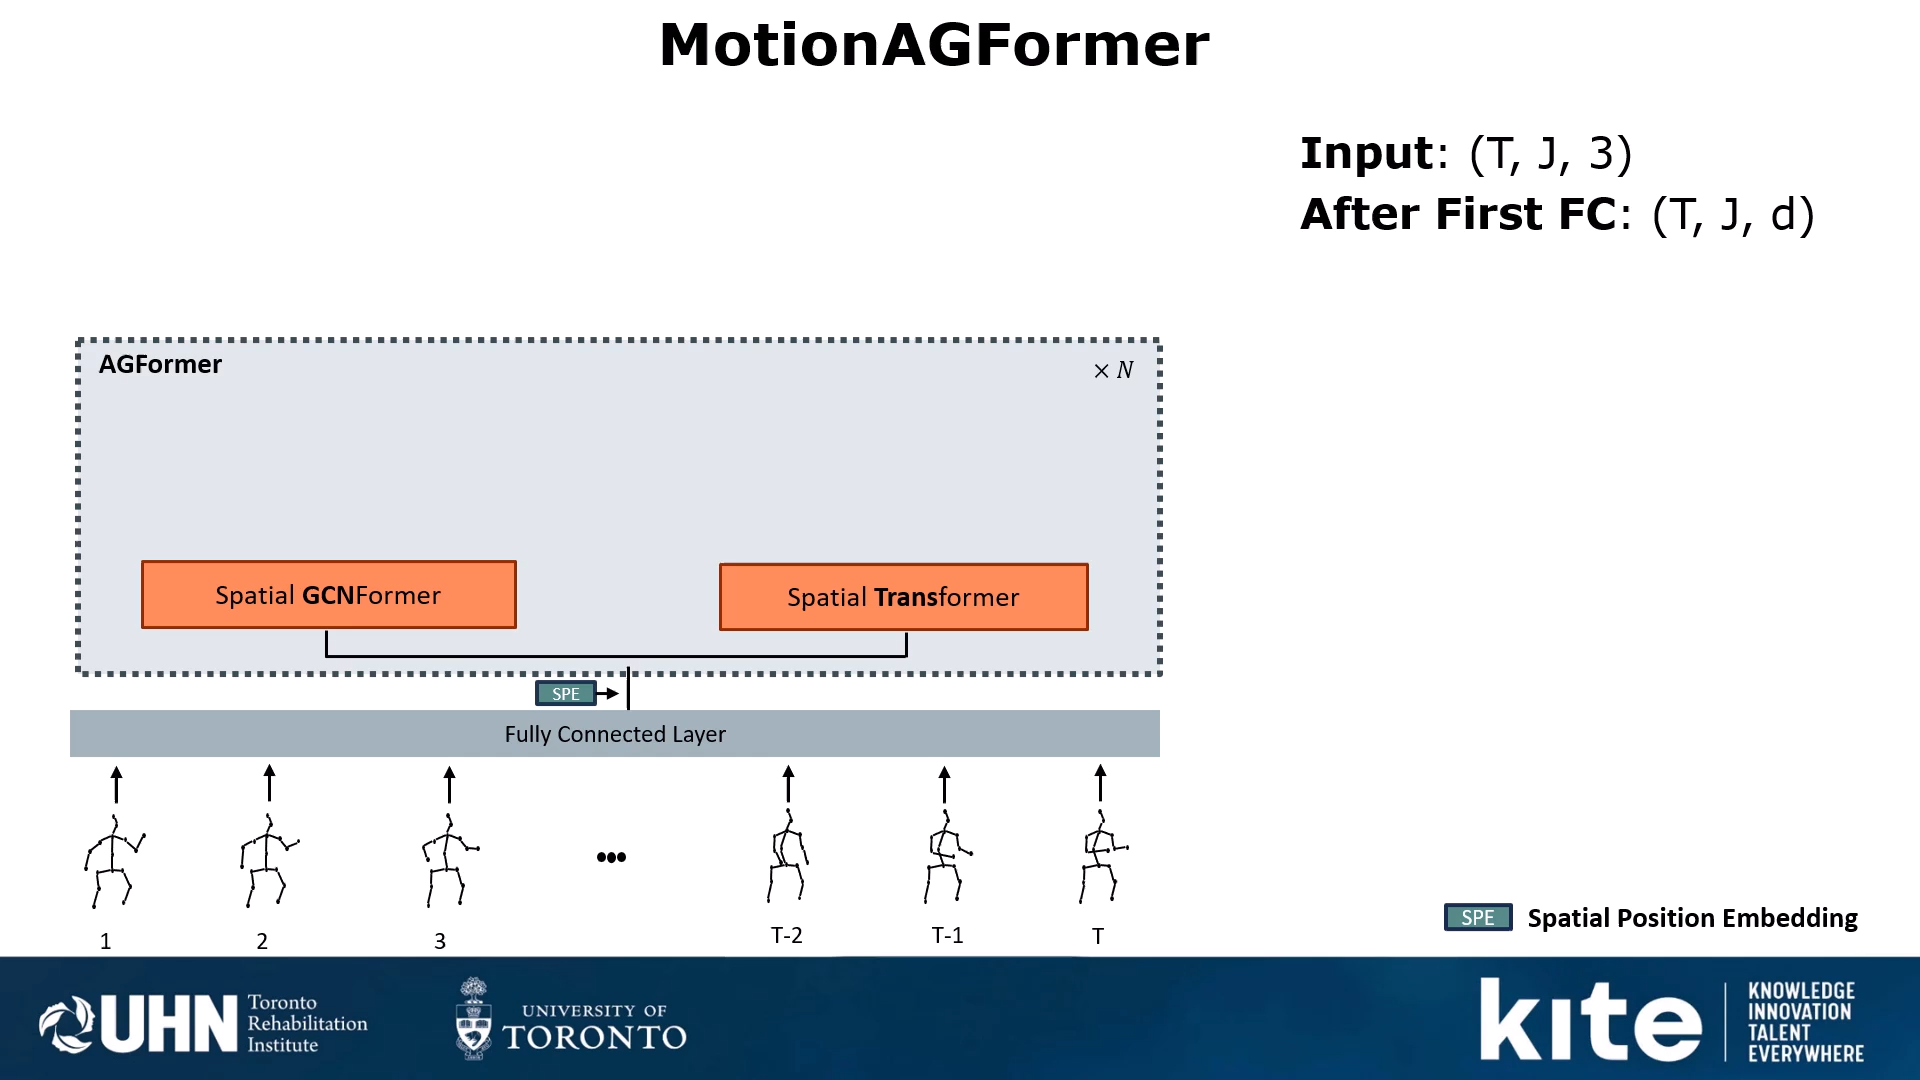 MotionAGFormer
Input: (T, J, 3)
After First FC: (T, J, d)
AGFormer
× N
Spatial GCNFormer
Spatial Transformer
SPE
Fully Connected Layer
•••
1
2
3
T-2
T-1
T
SPE
Spatial Position Embedding
UHN
Toronto
Rehabilitation
Institute
UNIVERSITY OF
TORONTO
kite
KNOWLEDGE
INNOVATION
TALENT
EVERYWHERE